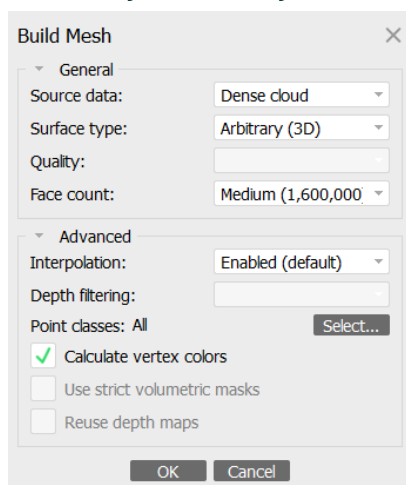 Build Mesh
General
Source data: Dense cloud
Surface type: Arbitrary (3D)
Quality:
Face count: Medium (1,600,000)
Advanced
Interpolation: Enabled (default)
Depth filtering:
Point classes: All Select...
Calculate vertex colors
Use strict volumetric masks
Reuse depth maps
OK Cancel